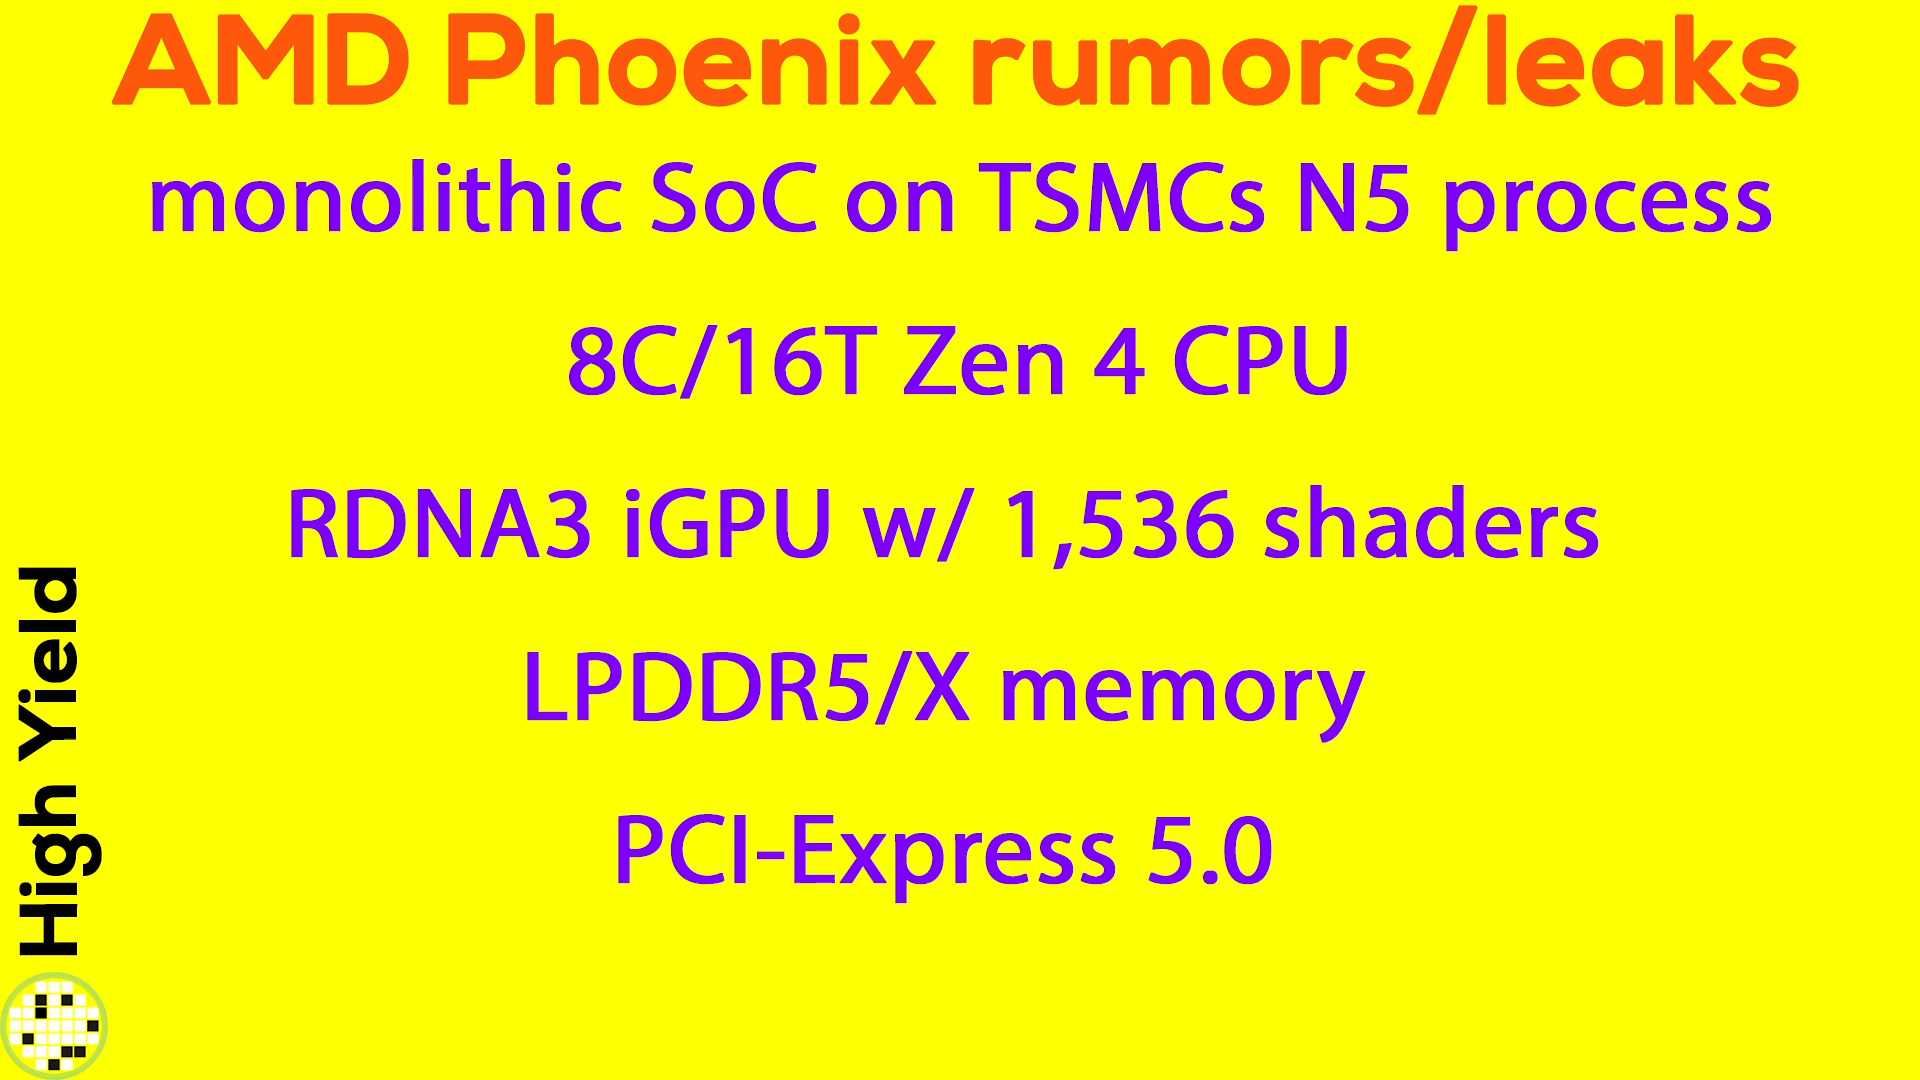 AMD Phoenix rumors/leaks
monolithic SoC on TSMCs N5 process
8C/16T Zen 4 CPU
RDNA3 iGPU w/ 1,536 shaders
LPDDR5/X memory
PCI-Express 5.0
High Yield